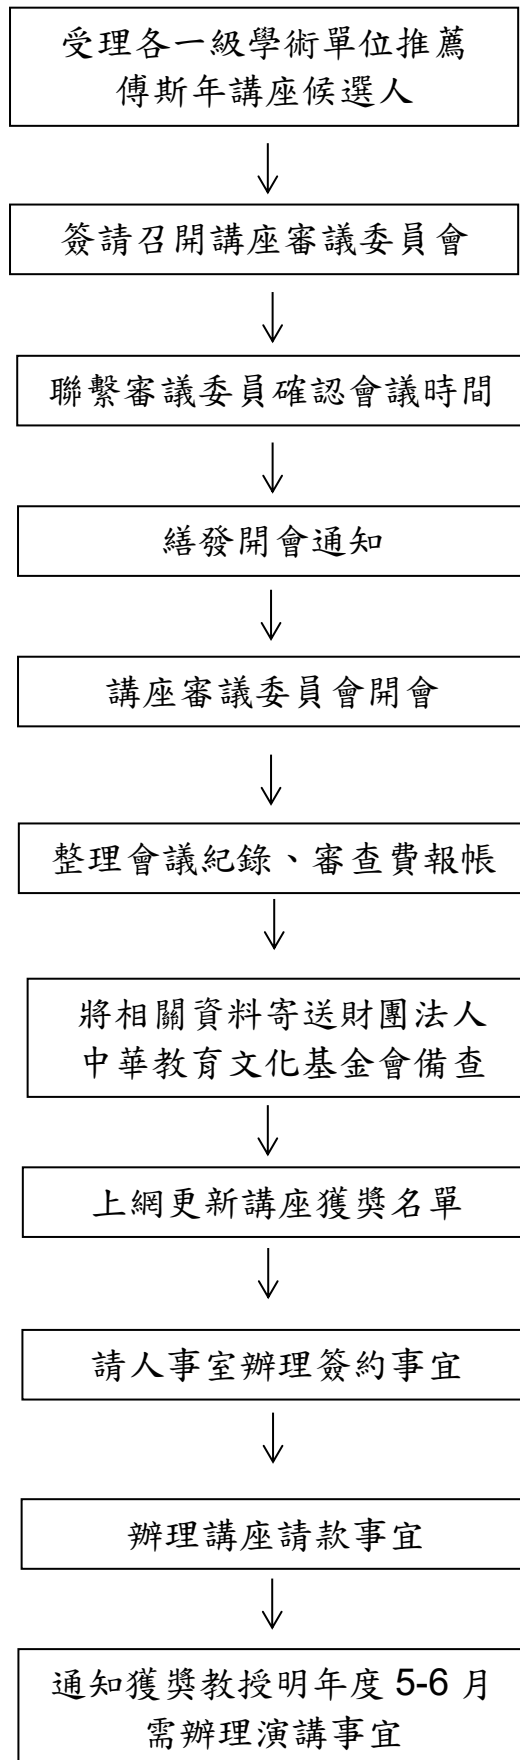 受理各一級學術單位推薦
傅斯年講座候選人
簽請召開講座審議委員會
聯繫審議委員確認會議時間
繕發開會通知
講座審議委員會開會
整理會議紀錄、審查費報帳
將相關資料寄送財團法人
中華教育文化基金會備查
上網更新講座獲獎名單
請人事室辦理簽約事宜
辦理講座請款事宜
通知獲獎教授明年度 5-6 月
需辦理演講事宜